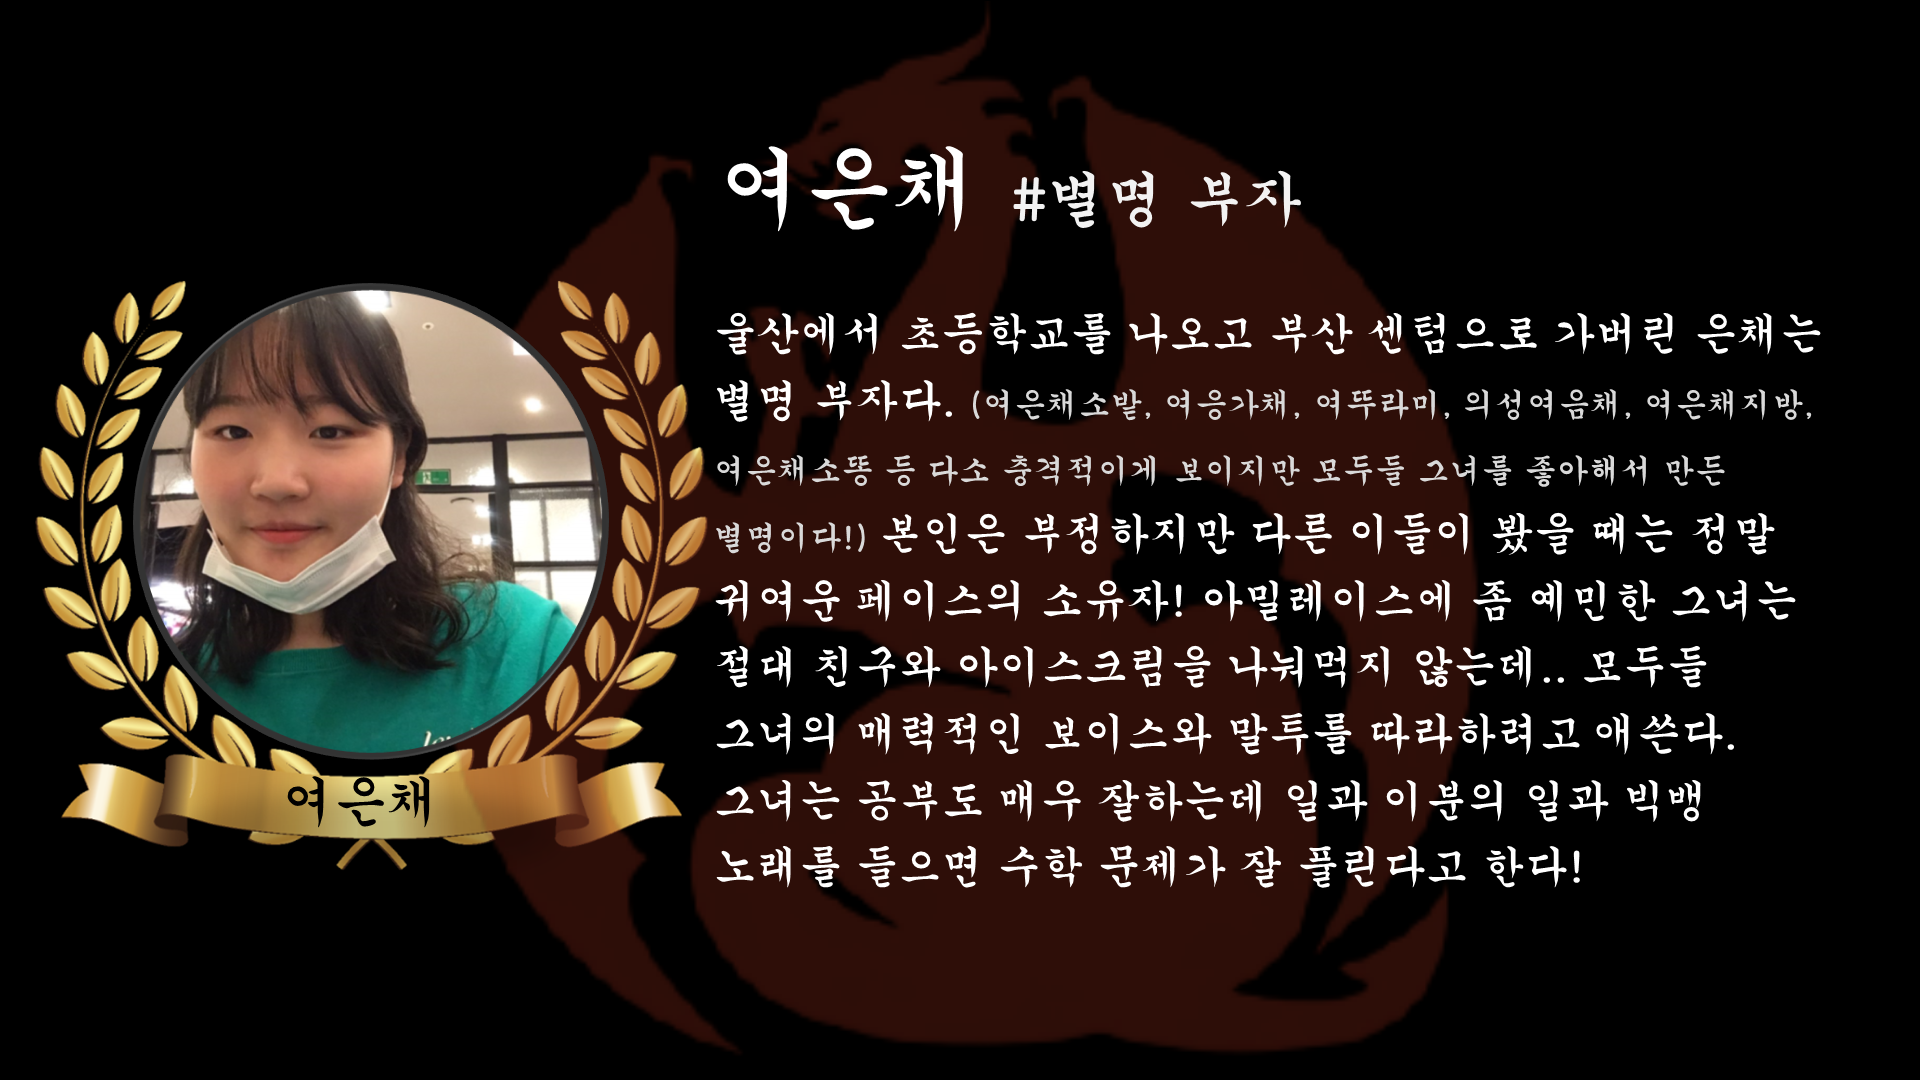 여은채 #별명 부자
울산에서 초등학교를 나오고 부산 센텀으로 가버린 은채는
별명 부자다. (여은채소밭, 여응가채, 여뚜라미, 의성여음채, 여은채지방,
여은채소똥 등 다소 충격적이게 보이지만 모두들 그녀를 좋아해서 만든
별명이다!) 본인은 부정하지만 다른 이들이 봤을 때는 정말
귀여운 페이스의 소유자! 아밀레이스에 좀 예민한 그녀는
절대 친구와 아이스크림을 나눠먹지 않는데.. 모두들
그녀의 매력적인 보이스와 말투를 따라하려고 애쓴다.
그녀는 공부도 매우 잘하는데 일과 이분의 일과 빅뱅
노래를 들으면 수학 문제가 잘 플린다고 한다!
여은채